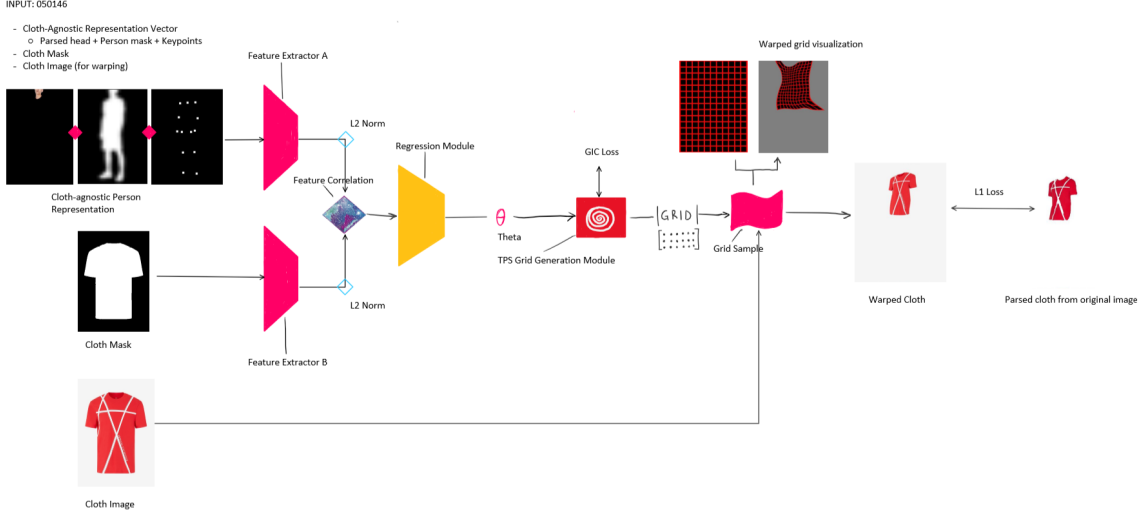 INPUT: 050146
- Cloth-Agnostic Representation Vector
o Parsed head + Person mask + Keypoints
- Cloth Mask
- Cloth Image (for warping)
Warped grid visualization
Feature Extractor A
L2 Norm
Regression Module
GIC Loss
Feature Correlation
Cloth-agnostic Person
Representation
L1 Loss
|GRID|
θ
Theta
Grid Sample
TPS Grid Generation Module
L2 Norm
Warped Cloth
Parsed cloth from original image
Cloth Mask
Feature Extractor B
Cloth Image